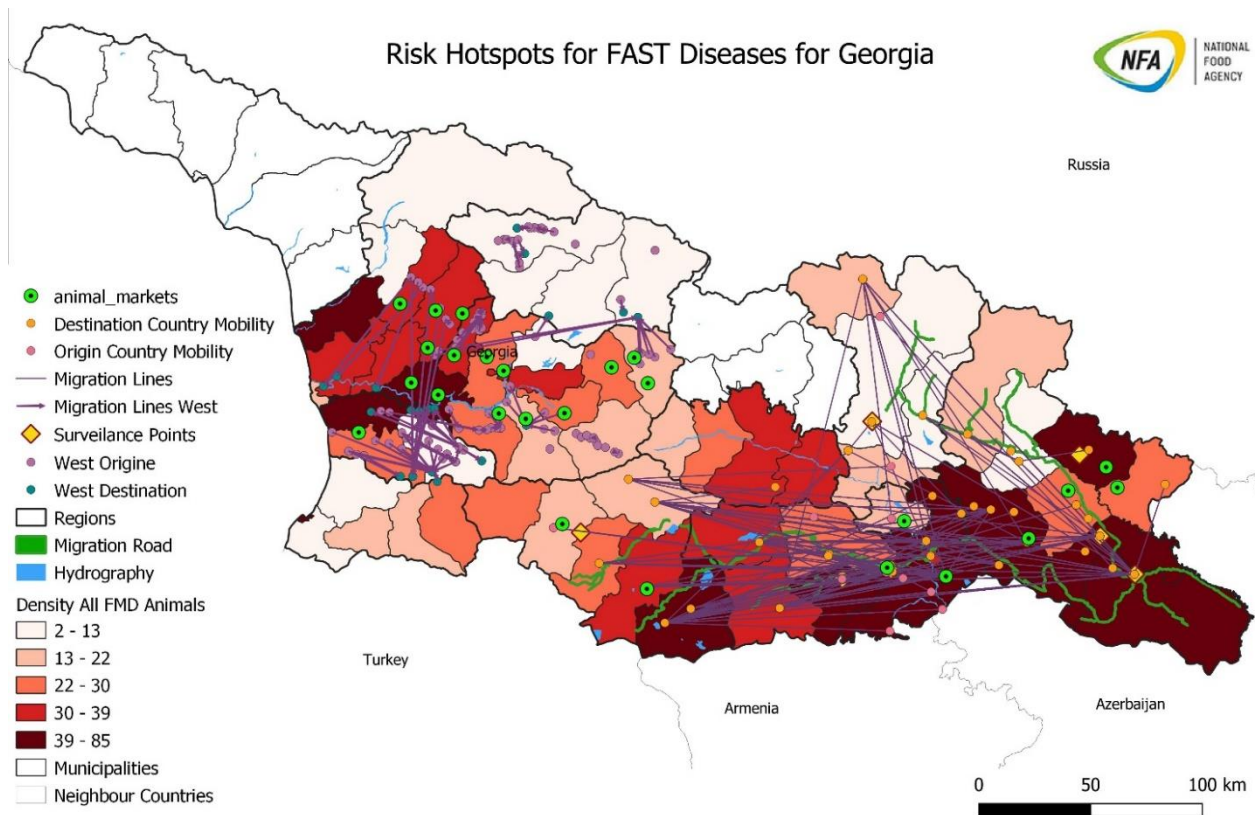 Risk Hotspots for FAST Diseases for Georgia
NFA
NATIONAL
FOOD
AGENCY
Russia
Georgia
Turkey
Armenia
Azerbaijan
animal_markets
Destination Country Mobility
Origin Country Mobility
Migration Lines
Migration Lines West
Surveilance Points
West Origine
West Destination
Regions
Migration Road
Hydrography
Density All FMD Animals
2 - 13
13 - 22
22 - 30
30 - 39
39 - 85
Municipalities
Neighbour Countries
0 50 100 km